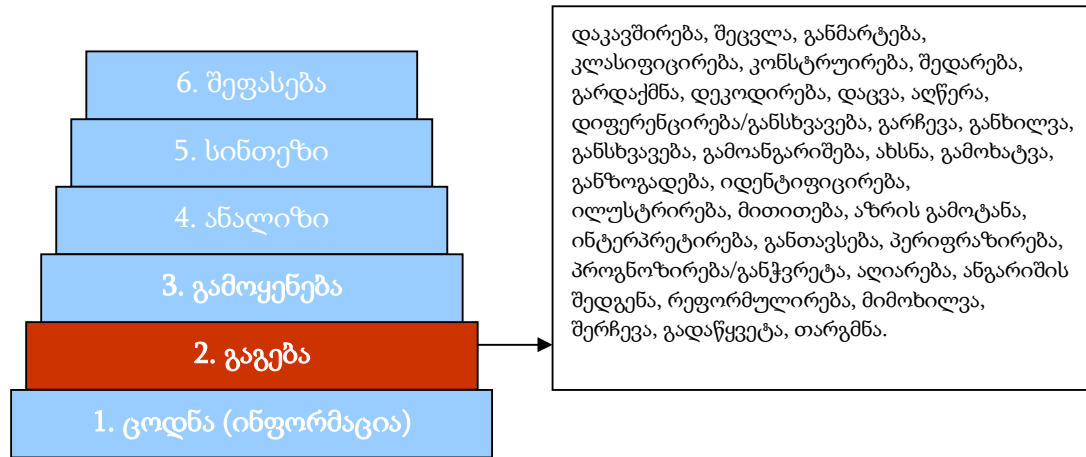 6. შეფასება
5. სინთეზი
4. ანალიზი
3. გამოყენება
2. გაგება
1. ცოდნა (ინფორმაცია)
დაკავშირება, შეცვლა, განმარტება,
კლასიფიცირება, კონსტრუირება, შედარება,
გარდაქმნა, დეკოდირება, დაცვა, აღწერა,
დიფერენცირება/განსხვავება, გარჩევა, განხილვა,
განსხვავება, გამოანგარიშება, ახსნა, გამოხატვა,
განზოგადება, იდენტიფიცირება,
ილუსტრირება, მითითება, აზრის გამოტანა,
ინტერპრეტირება, განთავსება, პერიფრაზირება,
პროგნოზირება/განჭვრეტა, აღიარება, ანგარიშის
შედგენა, რეფორმულირება, მიმოხილვა,
შერჩევა, გადაწყვეტა, თარგმნა.